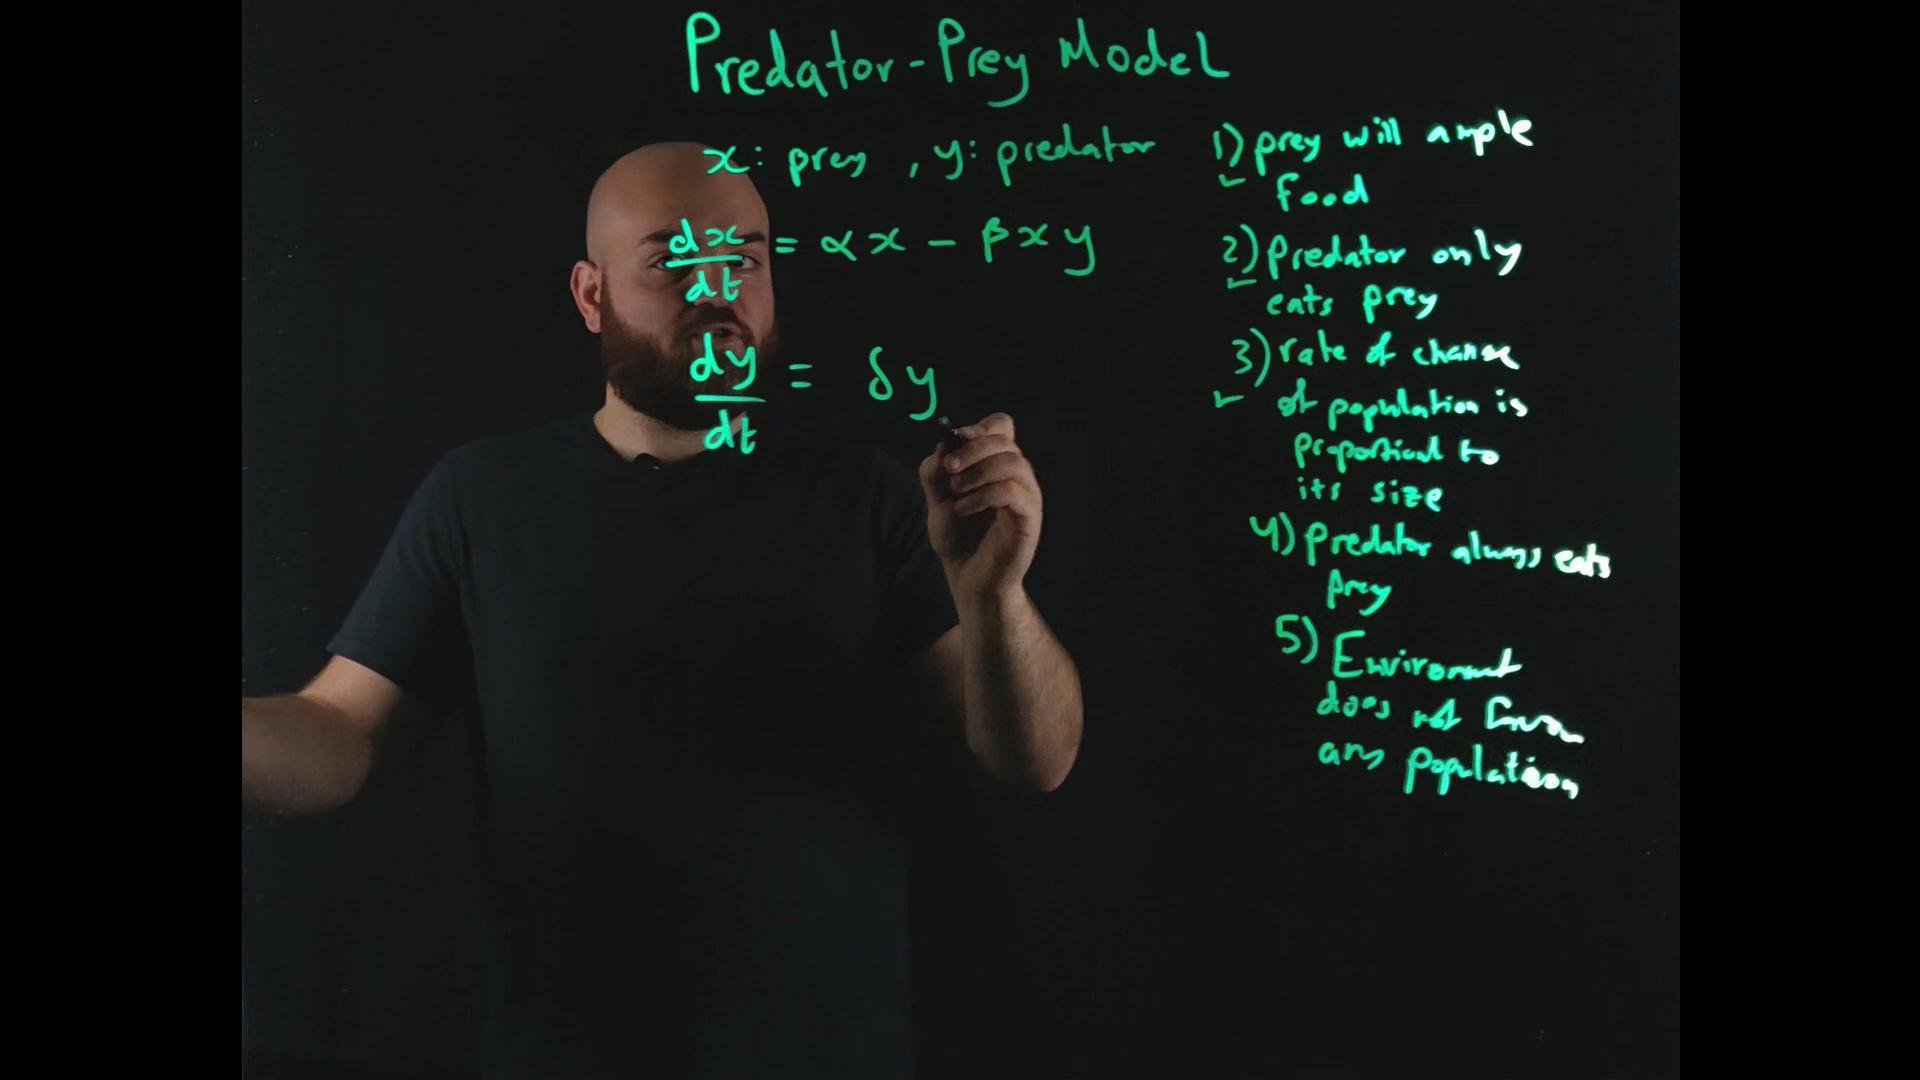 Predator-Prey Model
x: prey, y: predator
dx/dt = αx - βxy
dy/dt = δy
1) prey will ample
food
2) Predator only
eats prey
3) rate of change
of population is
proportional to
its size
4) Predator always eats
prey
5) Enviroment
does not favor
any population